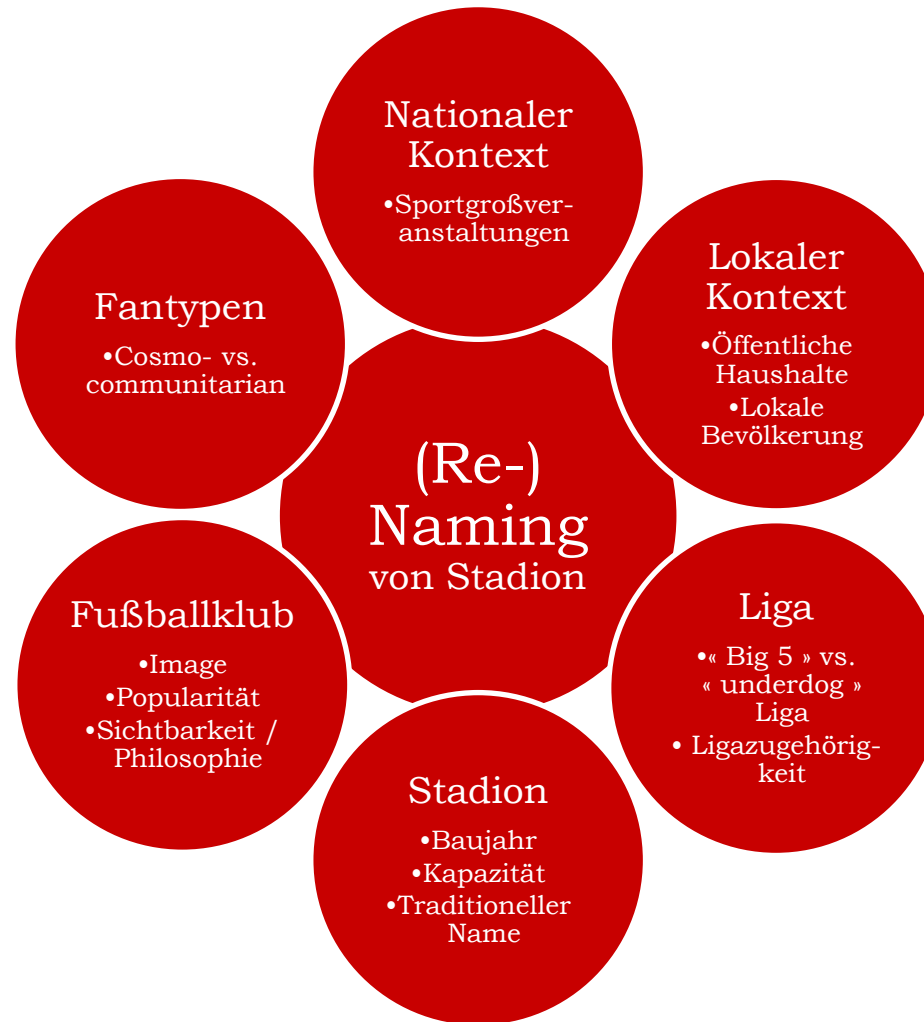 Nationaler
Kontext
•Sportgroßver-
anstaltungen
Lokaler
Kontext
•Öffentliche
Haushalte
•Lokale
Bevölkerung
Liga
•« Big 5 » vs.
« underdog »
Liga
• Ligazugehörig-
keit
Stadion
•Baujahr
•Kapazität
•Traditioneller
Name
Fußballklub
•Image
•Popularität
•Sichtbarkeit /
Philosophie
Fantypen
•Cosmo- vs.
communitarian
(Re-)
Naming
von Stadion